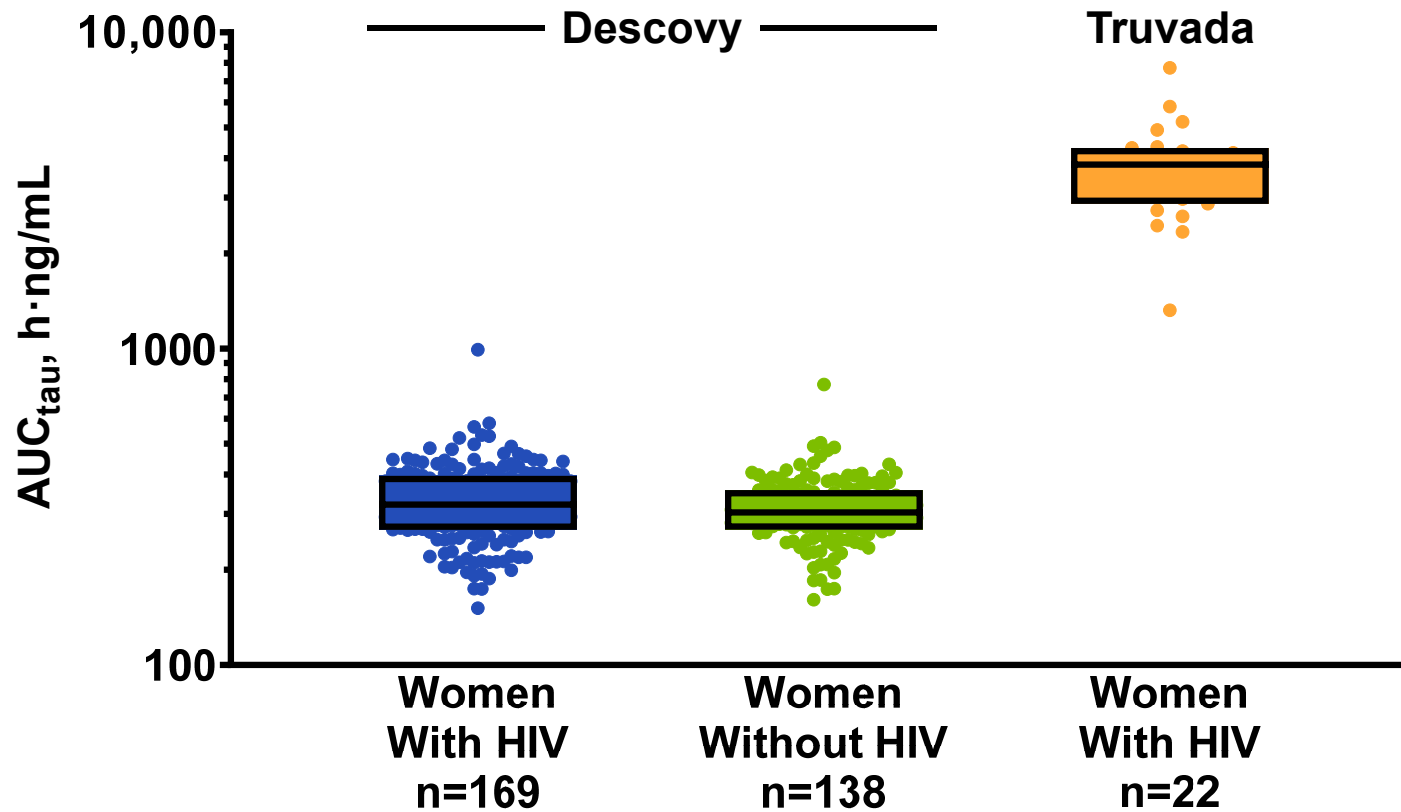 Descovy
Truvada
10,000
1000
100
AUCtau, h·ng/mL
Women
With HIV
n=169
Women
Without HIV
n=138
Women
With HIV
n=22